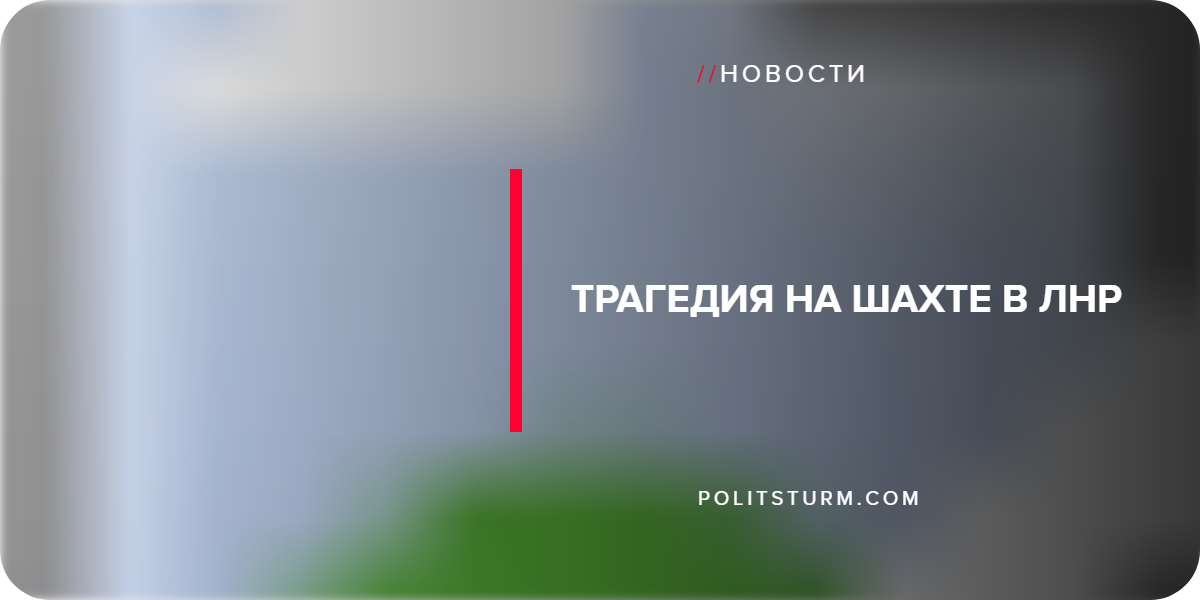 //НОВОСТИ
ТРАГЕДИЯ НА ШАХТЕ В ЛНР
POLITSTURM.COM